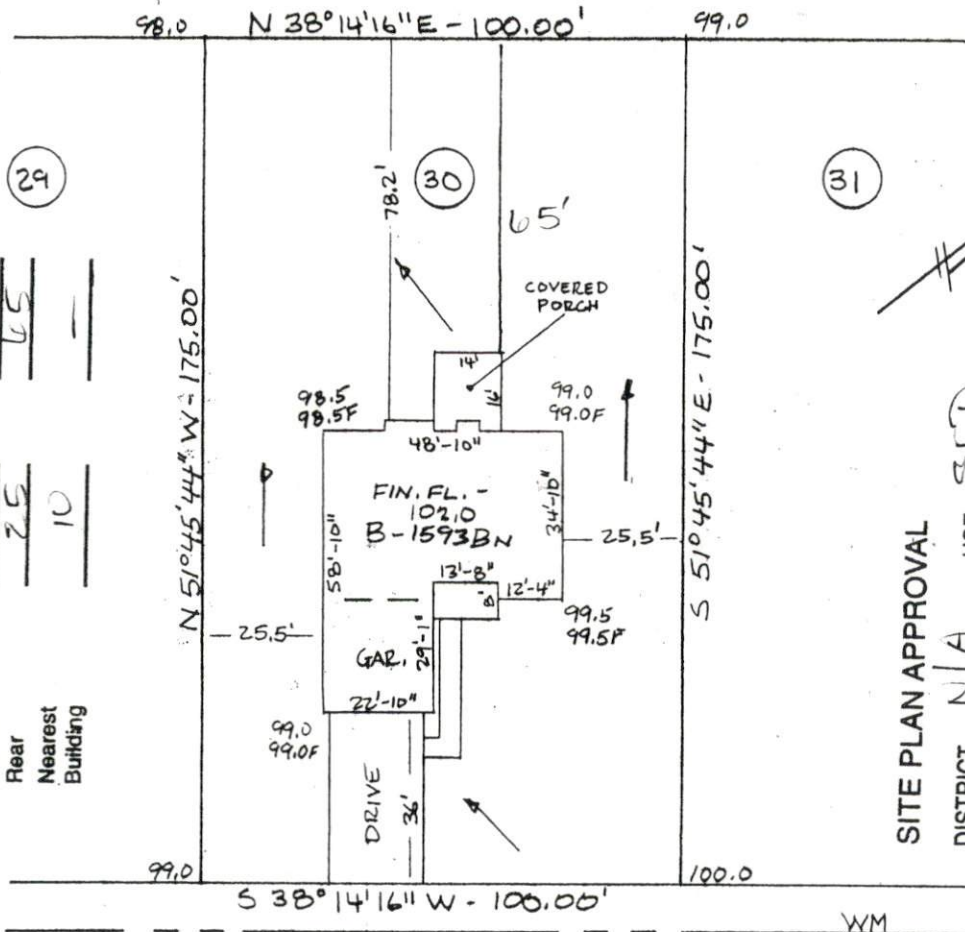 98.0 N 38° 14' 16" E - 100.00' 99.0
29
30
31
78.2'
65'
COVERED
PORCH
14'
N 51° 45' 44" W - 175.00'
S 51° 45' 44" E - 175.00'
98.5
98.5F
99.0
99.0F
48'-10"
FIN. FL. -
102.0
B-1593BN
58'-10"
34'-10"
25.5'
13'-8"
12'-4"
8'
99.5
99.5F
25.5'
GAR.
29'-1"
22'-10"
99.0
99.0F
DRIVE
36'
99.0
100.0
S 38° 14' 16" W - 100.00'
WM
65
25
10
Rear
Nearest
Building
SITE PLAN APPROVAL
DISTRICT N/A USE SFD